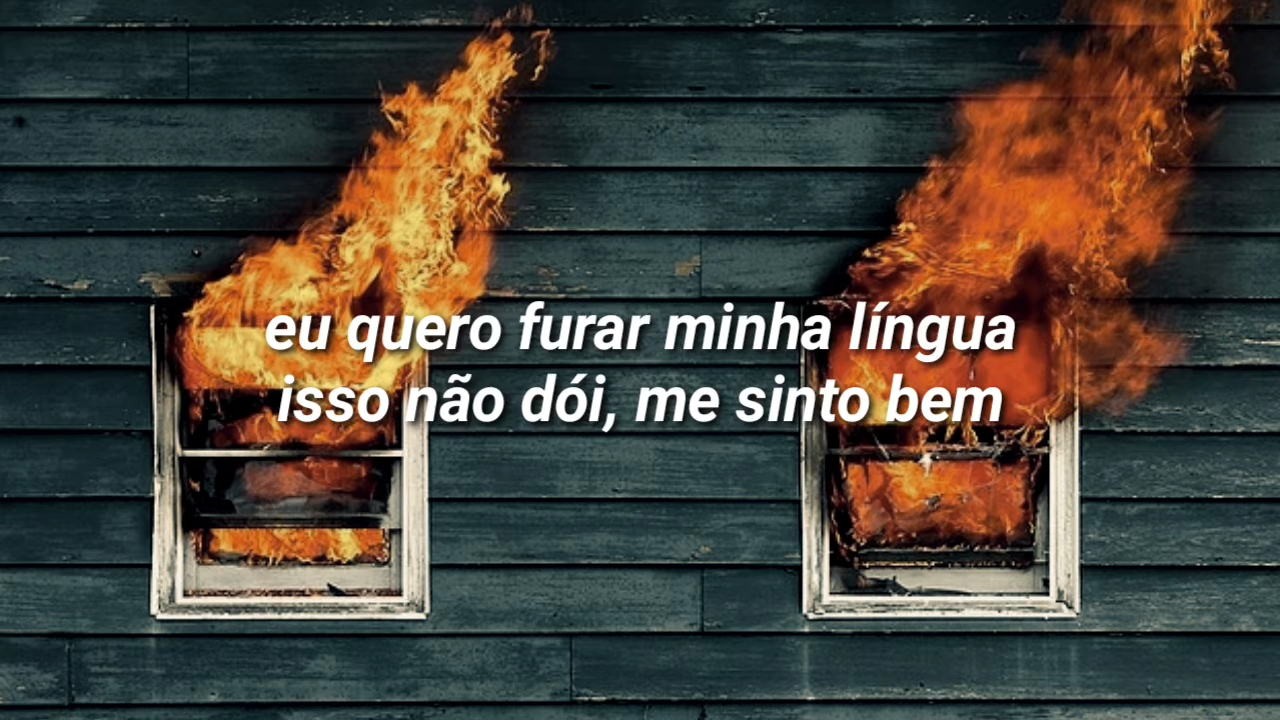 eu quero furar minha língua
isso não dói, me sinto bem